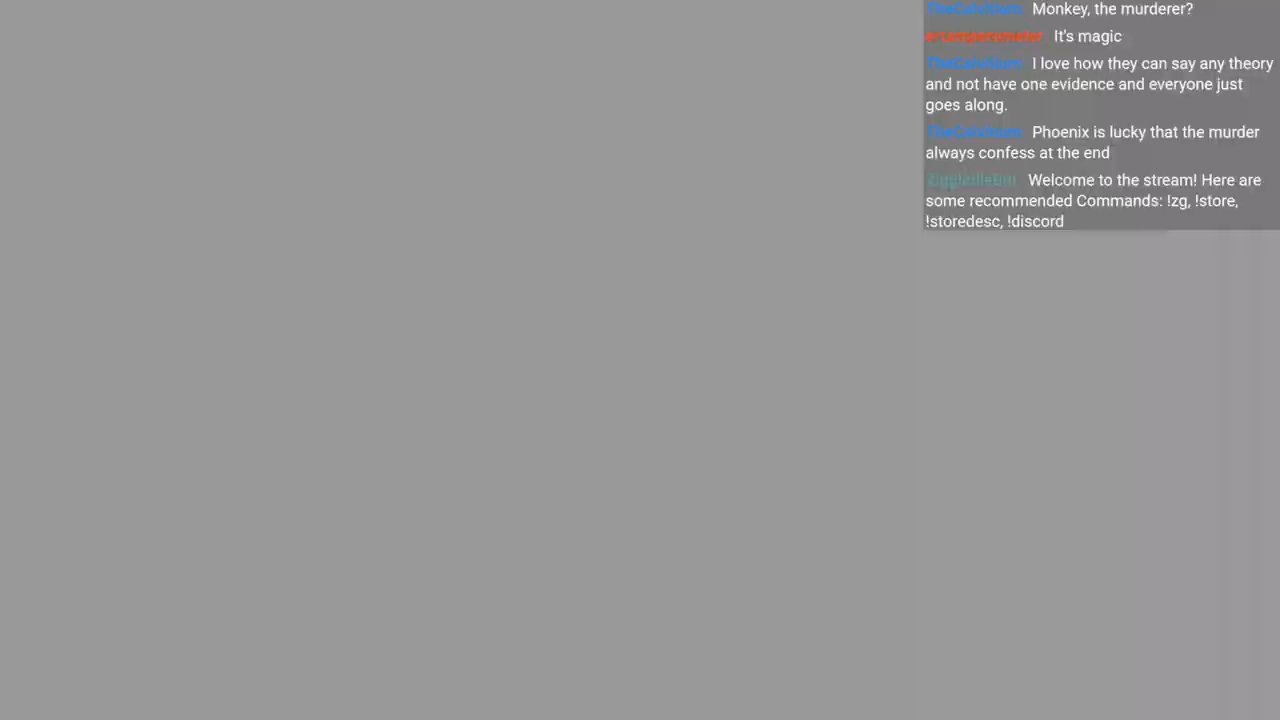 Monkey, the murderer?
It's magic
I love how they can say any theory
and not have one evidence and everyone just
goes along.
Phoenix is lucky that the murder
always confess at the end
Welcome to the stream! Here are
some recommended Commands: !zg, !store,
!storedesc, !discord